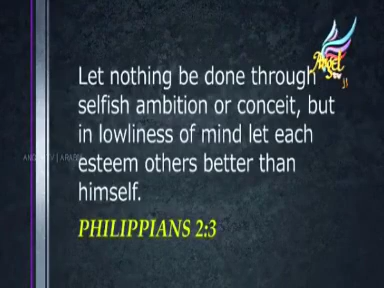 Let nothing be done through
selfish ambition or conceit, but
in lowliness of mind let each
esteem others better than
himself.
PHILIPPIANS 2:3
Angel